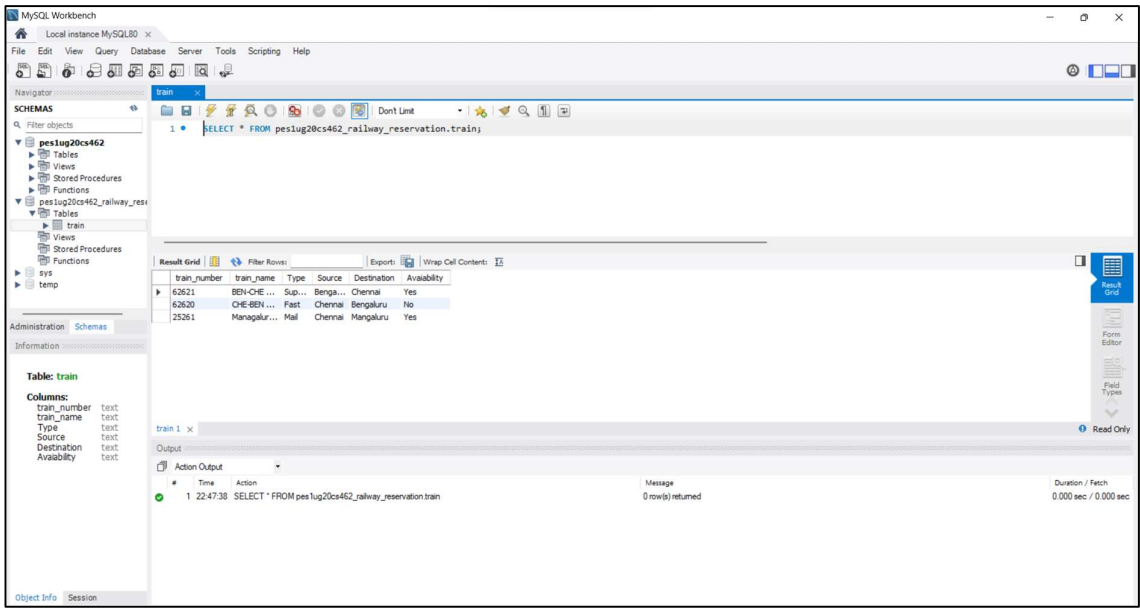 MySQL Workbench
Local instance MySQL80
File Edit View Query Database Server Tools Scripting Help
Navigator
SCHEMAS
Filter objects
pes1ug20cs462
Tables
Views
Stored Procedures
Functions
pes1ug20cs462_railway_rese
Tables
train
Views
Stored Procedures
Functions
sys
temp
Administration Schemas
Information
Table: train
Columns:
train_number text
train_name text
Type text
Source text
Destination text
Avaiability text
Object Info Session
train
Don't Limit
1 SELECT * FROM pes1ug20cs462_railway_reservation.train;
Result Grid Filter Rows: Export: Wrap Cell Content:
train_number train_name Type Source Destination Avaiability
62621 BEN-CHE ... Sup... Benga... Chennai Yes
62620 CHE-BEN ... Fast Chennai Bengaluru No
25261 Managalur... Mail Chennai Mangaluru Yes
Result
Grid
Form
Editor
Field
Types
train 1 Read Only
Output
Action Output
# Time Action Message Duration / Fetch
1 22:47:38 SELECT * FROM pes1ug20cs462_railway_reservation.train 0 row(s) returned 0.000 sec / 0.000 sec